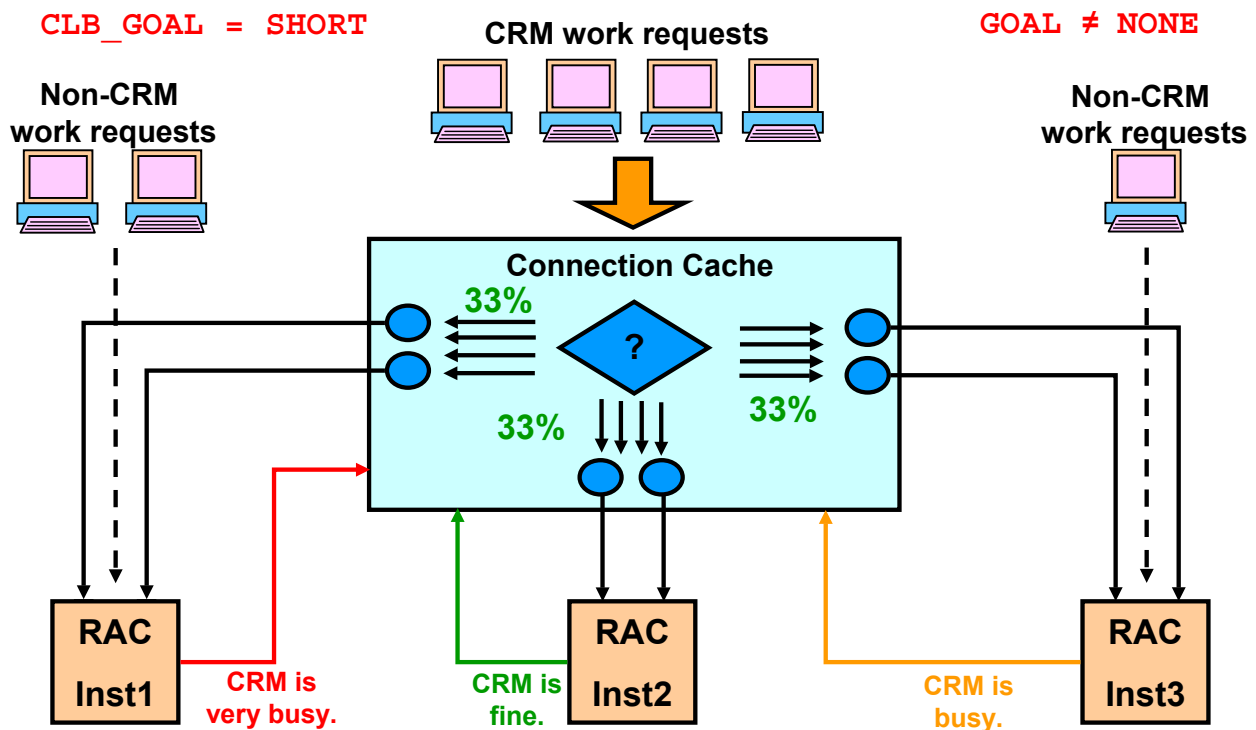 CLB_GOAL = SHORT
CRM work requests
GOAL ≠ NONE
Non-CRM
work requests
Non-CRM
work requests
Connection Cache
33%
?
33%
33%
RAC
Inst1
CRM is
very busy.
CRM is
fine.
RAC
Inst2
CRM is
busy.
RAC
Inst3